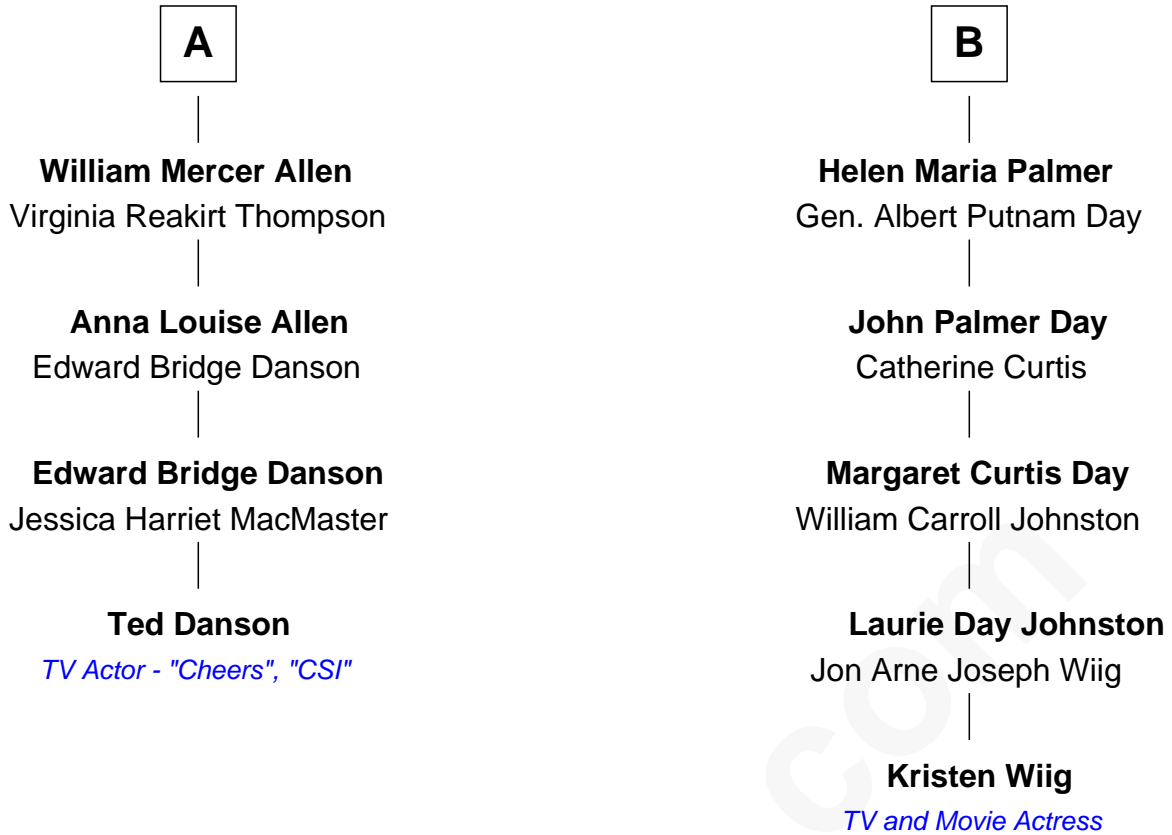 A
William Mercer Allen
Virginia Reakirt Thompson
Anna Louise Allen
Edward Bridge Danson
Edward Bridge Danson
Jessica Harriet MacMaster
Ted Danson
TV Actor - "Cheers", "CSI"
B
Helen Maria Palmer
Gen. Albert Putnam Day
John Palmer Day
Catherine Curtis
Margaret Curtis Day
William Carroll Johnston
Laurie Day Johnston
Jon Arne Joseph Wiig
Kristen Wiig
TV and Movie Actress
com